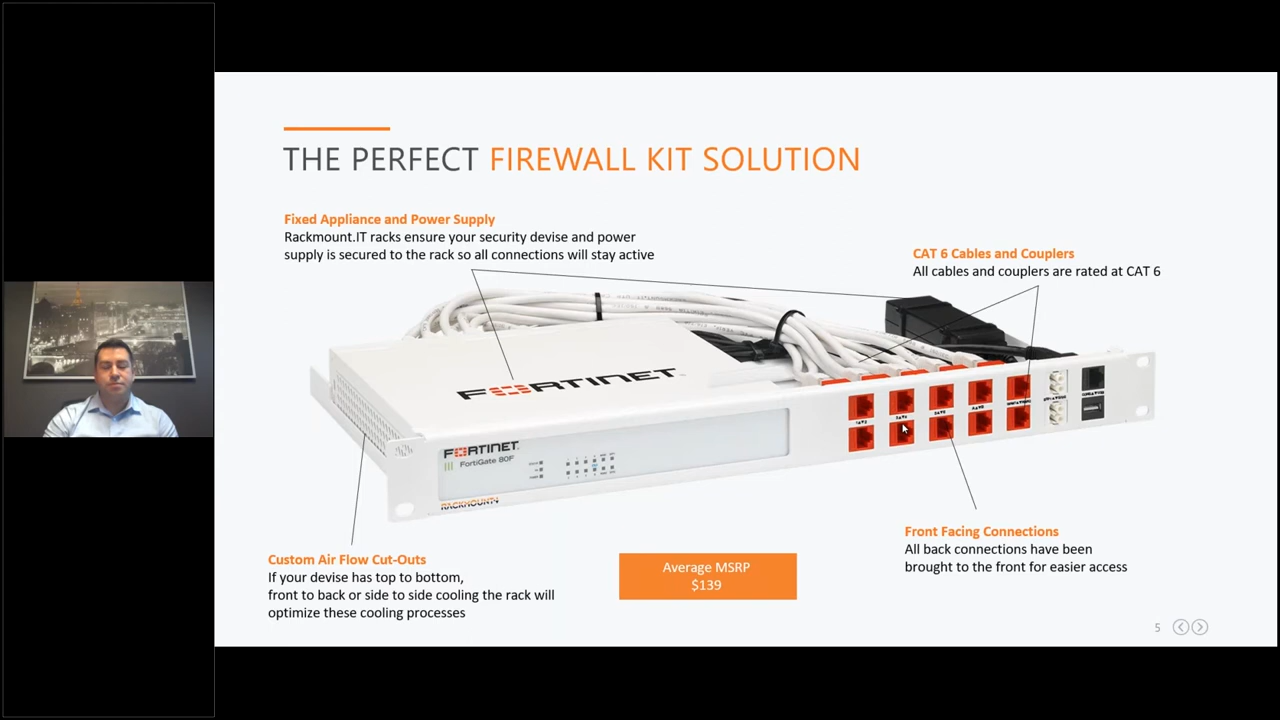 THE PERFECT FIREWALL KIT SOLUTION
Fixed Appliance and Power Supply
Rackmount.IT racks ensure your security devise and power
supply is secured to the rack so all connections will stay active
CAT 6 Cables and Couplers
All cables and couplers are rated at CAT 6
FORTINET
FORTINET
FortiGate 80F
RACKMOUNT.IT
Custom Air Flow Cut-Outs
If your devise has top to bottom,
front to back or side to side cooling the rack will
optimize these cooling processes
Average MSRP
$139
Front Facing Connections
All back connections have been
brought to the front for easier access
5